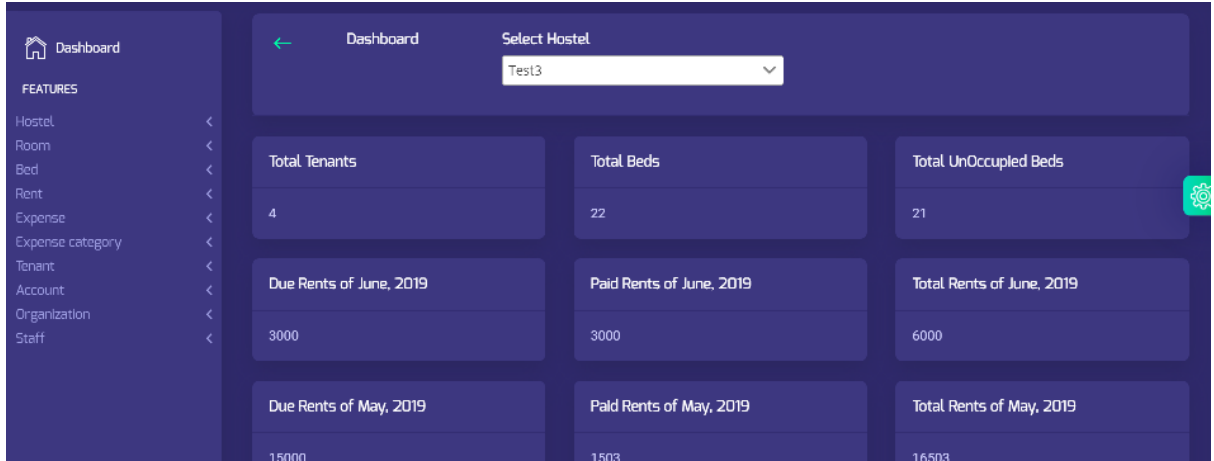 Dashboard
FEATURES
Hostel
Room
Bed
Rent
Expense
Expense category
Tenant
Account
Organization
Staff
Dashboard
Select Hostel
Test3
Total Tenants
4
Total Beds
22
Total UnOccupied Beds
21
Due Rents of June, 2019
3000
Paid Rents of June, 2019
3000
Total Rents of June, 2019
6000
Due Rents of May, 2019
15000
Paid Rents of May, 2019
1503
Total Rents of May, 2019
16503